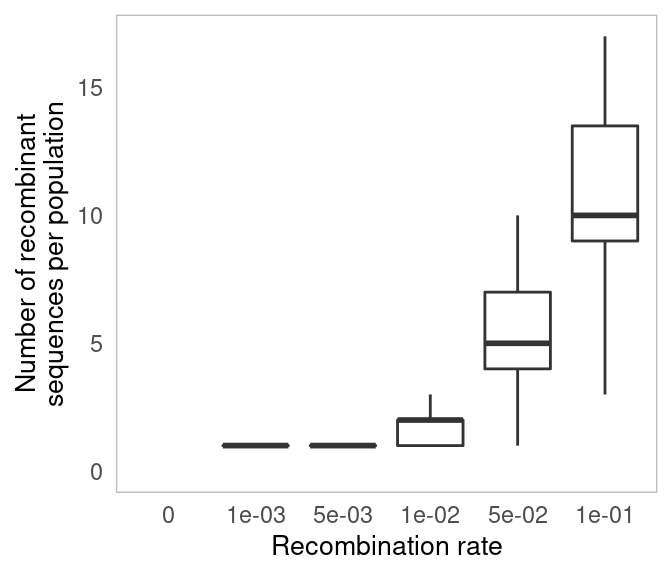 Number of recombinant
sequences per population
15
10
5
0
0 1e-03 5e-03 1e-02 5e-02 1e-01
Recombination rate